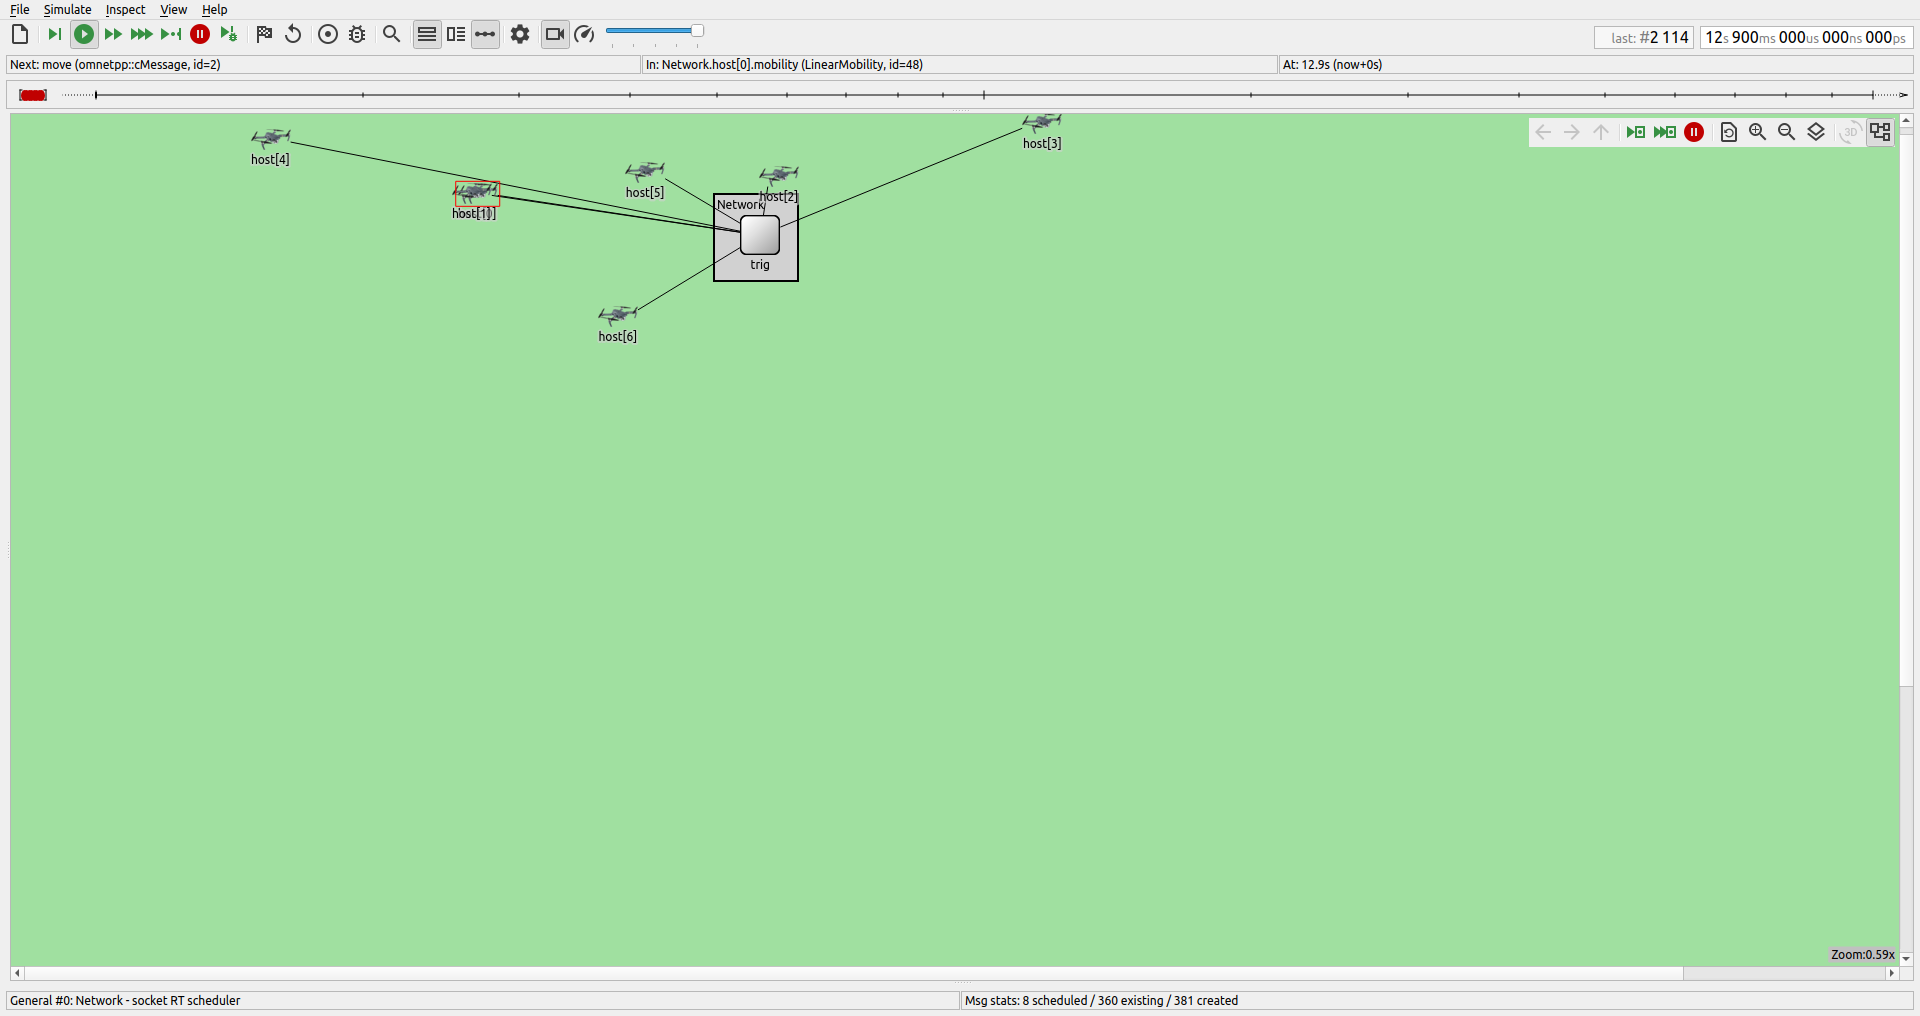 File Simulate Inspect View Help
last: #2 114
12s 900ms 000us 000ns 000ps
Next: move (omnetpp::cMessage, id=2)
In: Network.host[0].mobility (LinearMobility, id=48)
At: 12.9s (now+0s)
host[4]
host[3]
3D
host[5]
host[2]
Network
host[1]
trig
host[6]
Zoom:0.59x
General #0: Network - socket RT scheduler
Msg stats: 8 scheduled / 360 existing / 381 created